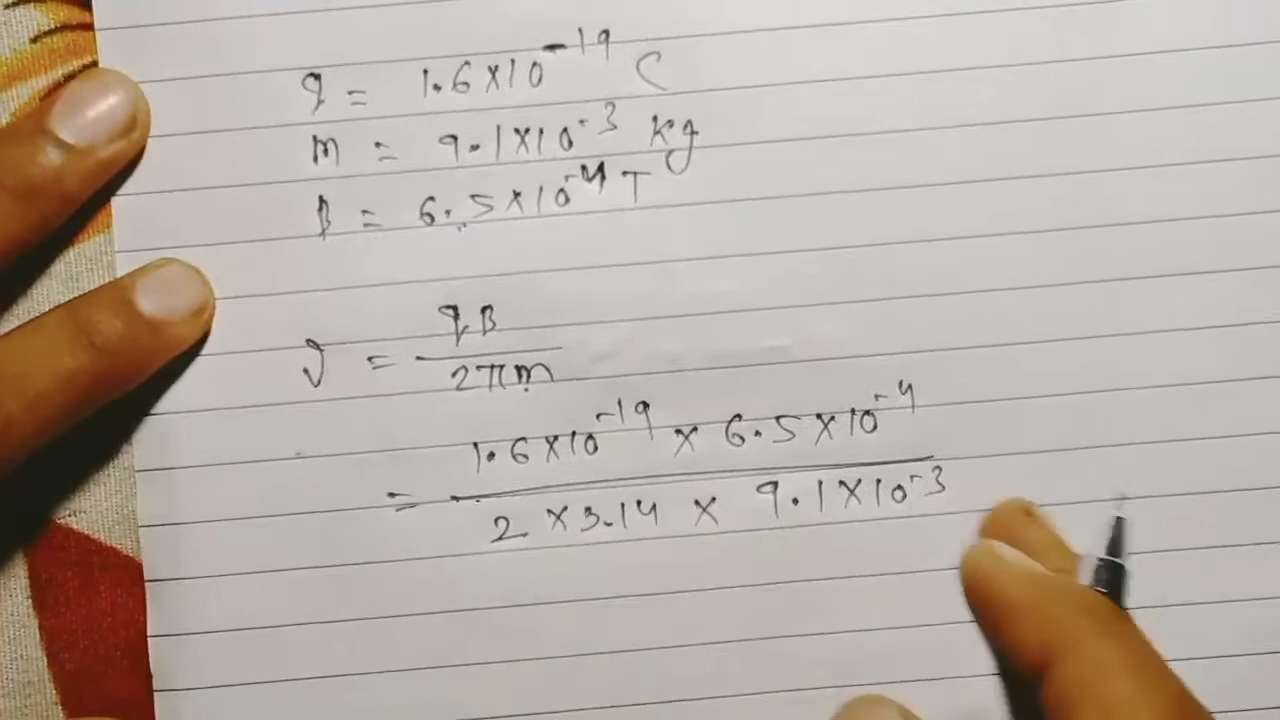 q = 1.6×10⁻¹⁹ C
m = 9.1×10⁻³ kg
B = 6.5×10⁻⁴ T
ν = qB / 2πm
= 1.6×10⁻¹⁹ × 6.5×10⁻⁴ / 2 × 3.14 × 9.1×10⁻³